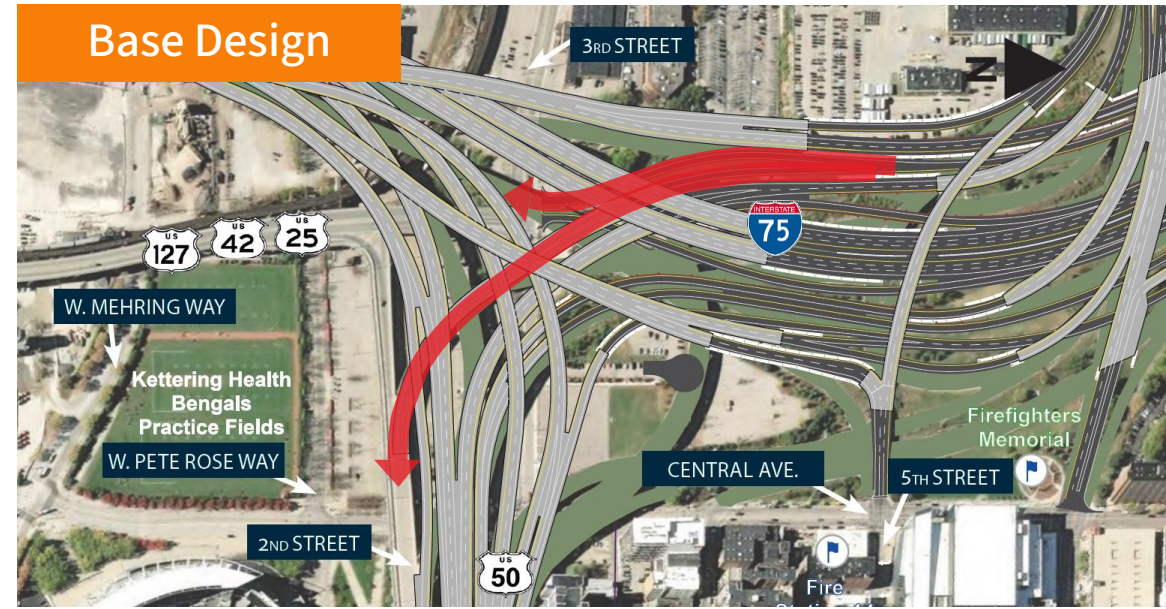 Base Design
3RD STREET
N
INTERSTATE
75
US
127
US
42
US
25
W. MEHRING WAY
Kettering Health
Bengals
Practice Fields
W. PETE ROSE WAY
Firefighters
Memorial
CENTRAL AVE.
5TH STREET
2ND STREET
US
50
Fire